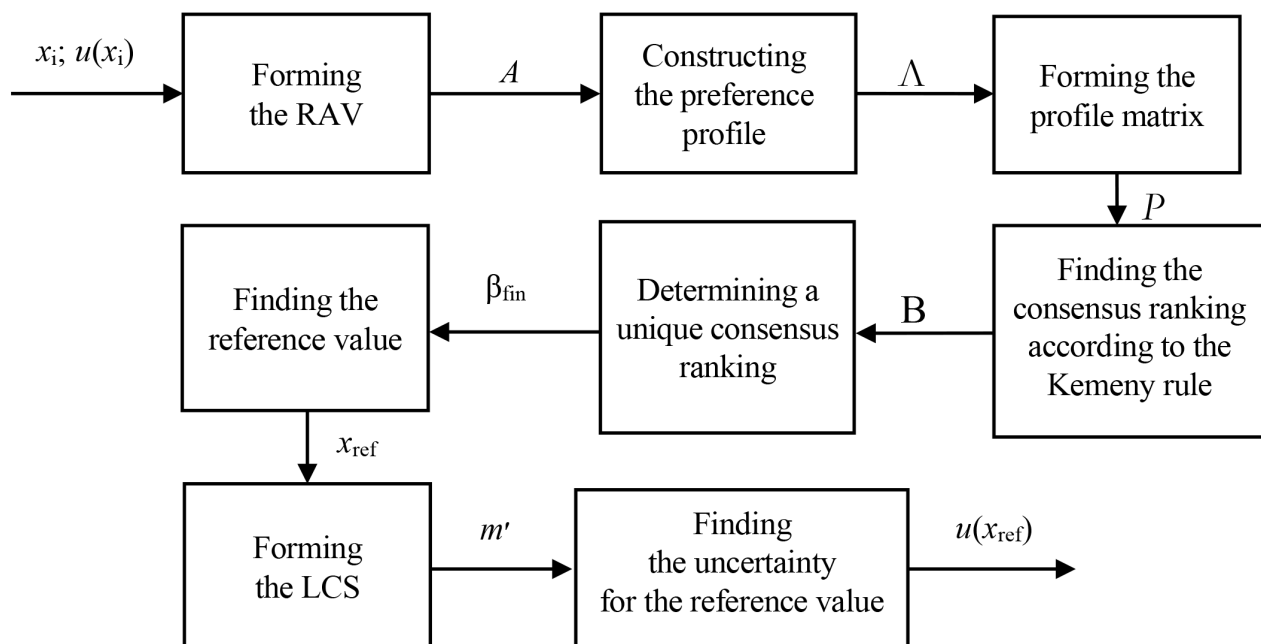 xi; u(xi)
Forming
the RAV
A
Constructing
the preference
profile
Λ
Forming the
profile matrix
P
Finding the
consensus ranking
according to the
Kemeny rule
B
Determining a
unique consensus
ranking
βfin
Finding the
reference value
xref
Forming
the LCS
m′
Finding
the uncertainty
for the reference value
u(xref)